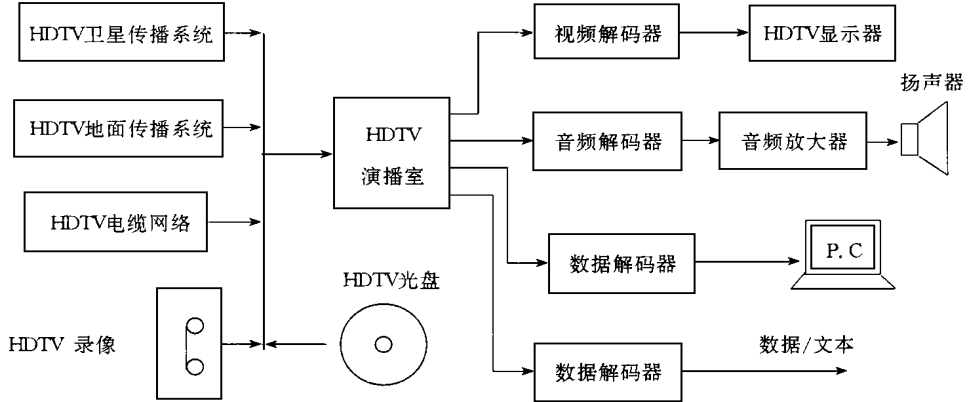 HDTV卫星传播系统
HDTV地面传播系统
HDTV电缆网络
HDTV 录像
HDTV光盘
HDTV
演播室
视频解码器
HDTV显示器
音频解码器
音频放大器
扬声器
数据解码器
P.C
数据解码器
数据/文本